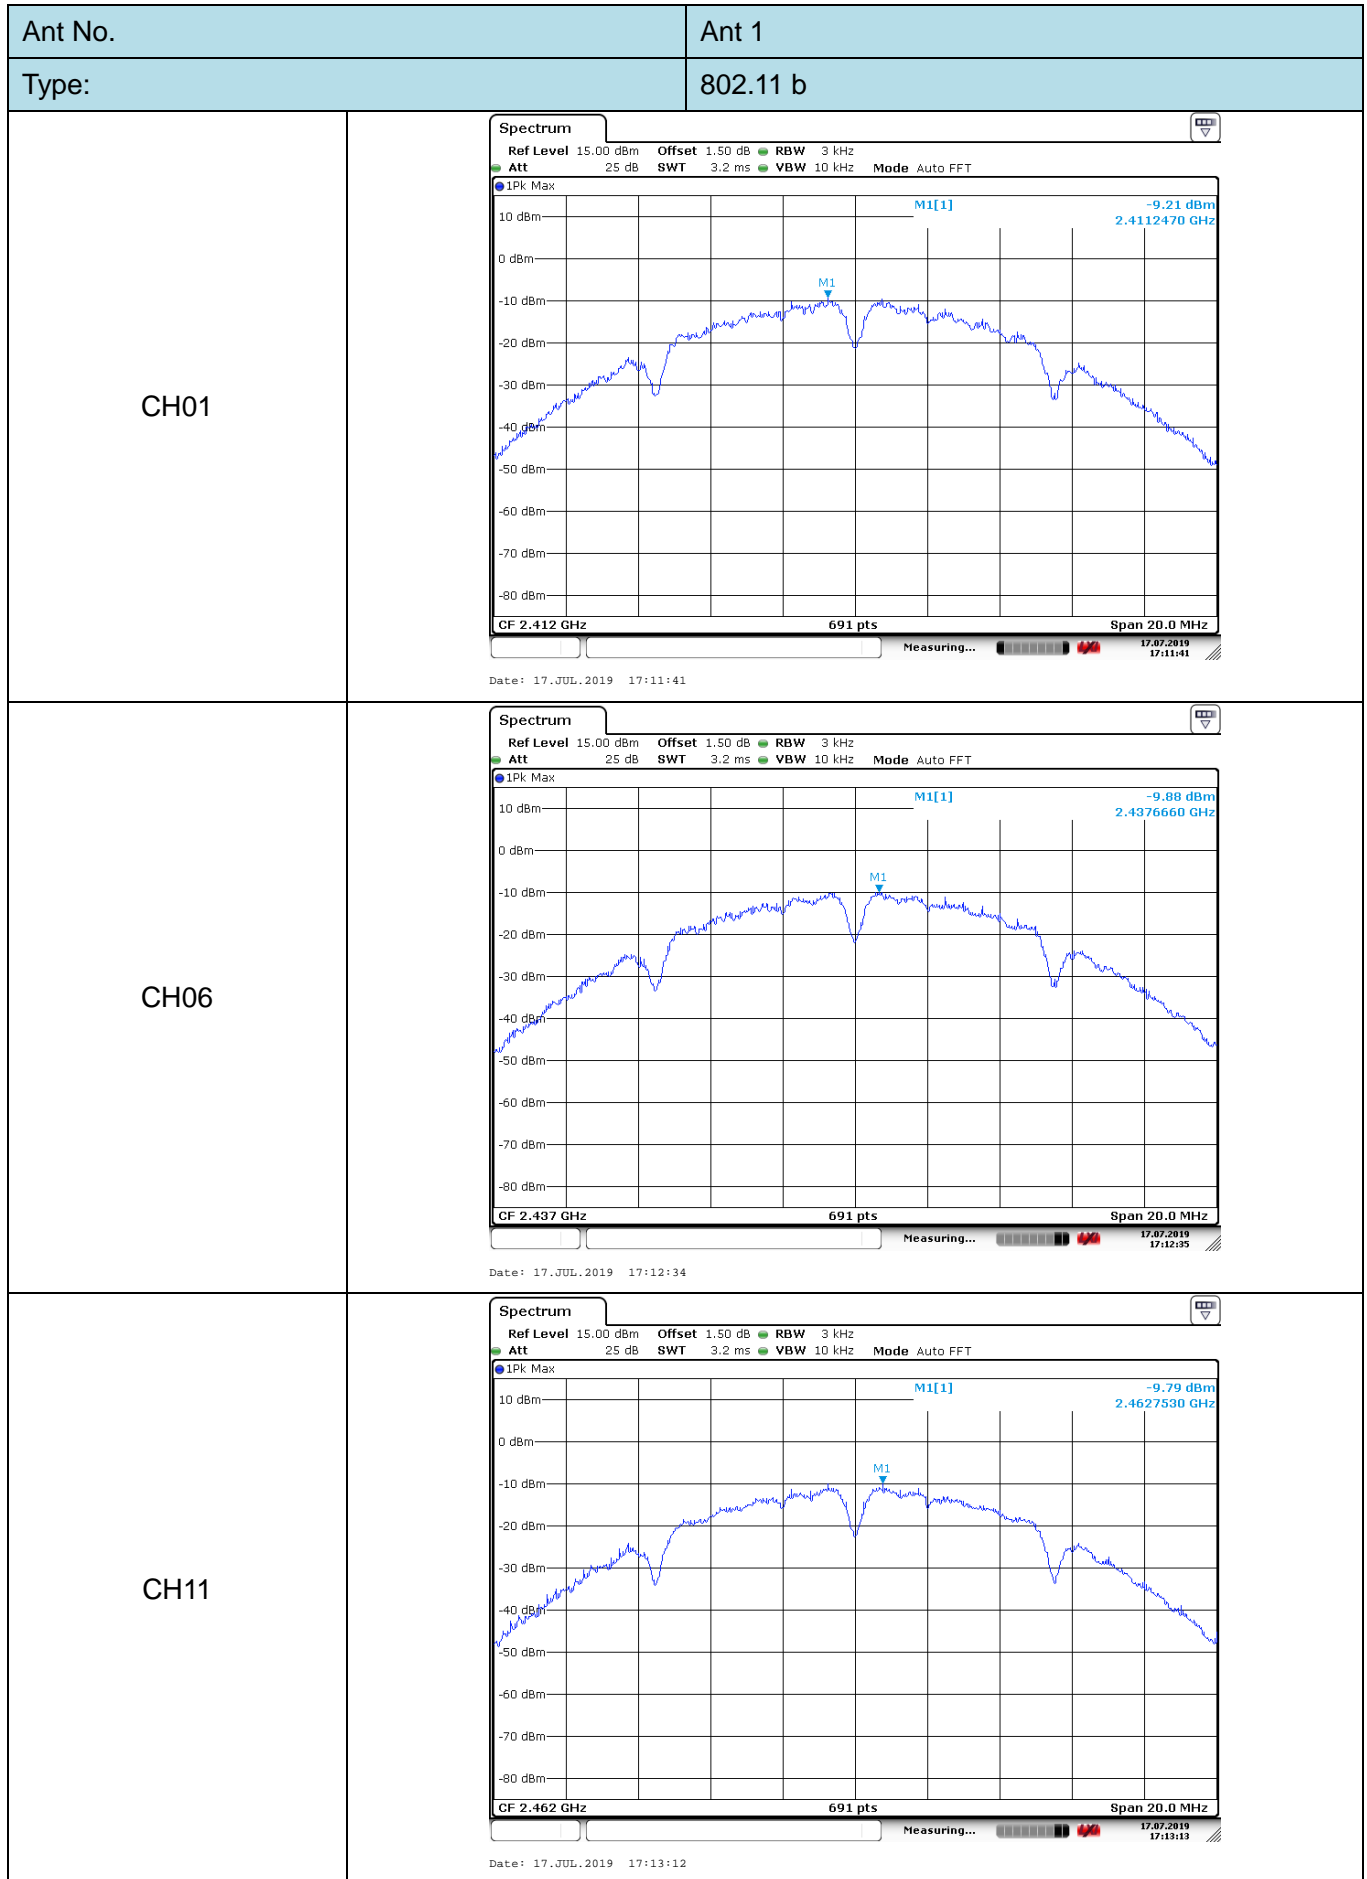 Ant No. Ant 1
Type: 802.11 b
CH01
Spectrum
Ref Level 15.00 dBm Offset 1.50 dB RBW 3 kHz
Att 25 dB SWT 3.2 ms VBW 10 kHz Mode Auto FFT
1Pk Max
M1[1] -9.21 dBm
2.4112470 GHz
10 dBm
0 dBm
M1
-10 dBm
-20 dBm
-30 dBm
-40 dBm
-50 dBm
-60 dBm
-70 dBm
-80 dBm
CF 2.412 GHz 691 pts Span 20.0 MHz
Measuring... 17.07.2019
17:11:41
Date: 17.JUL.2019 17:11:41
CH06
Spectrum
Ref Level 15.00 dBm Offset 1.50 dB RBW 3 kHz
Att 25 dB SWT 3.2 ms VBW 10 kHz Mode Auto FFT
1Pk Max
M1[1] -9.88 dBm
2.4376660 GHz
10 dBm
0 dBm
M1
-10 dBm
-20 dBm
-30 dBm
-40 dBm
-50 dBm
-60 dBm
-70 dBm
-80 dBm
CF 2.437 GHz 691 pts Span 20.0 MHz
Measuring... 17.07.2019
17:12:35
Date: 17.JUL.2019 17:12:34
CH11
Spectrum
Ref Level 15.00 dBm Offset 1.50 dB RBW 3 kHz
Att 25 dB SWT 3.2 ms VBW 10 kHz Mode Auto FFT
1Pk Max
M1[1] -9.79 dBm
2.4627530 GHz
10 dBm
0 dBm
M1
-10 dBm
-20 dBm
-30 dBm
-40 dBm
-50 dBm
-60 dBm
-70 dBm
-80 dBm
CF 2.462 GHz 691 pts Span 20.0 MHz
Measuring... 17.07.2019
17:13:13
Date: 17.JUL.2019 17:13:12